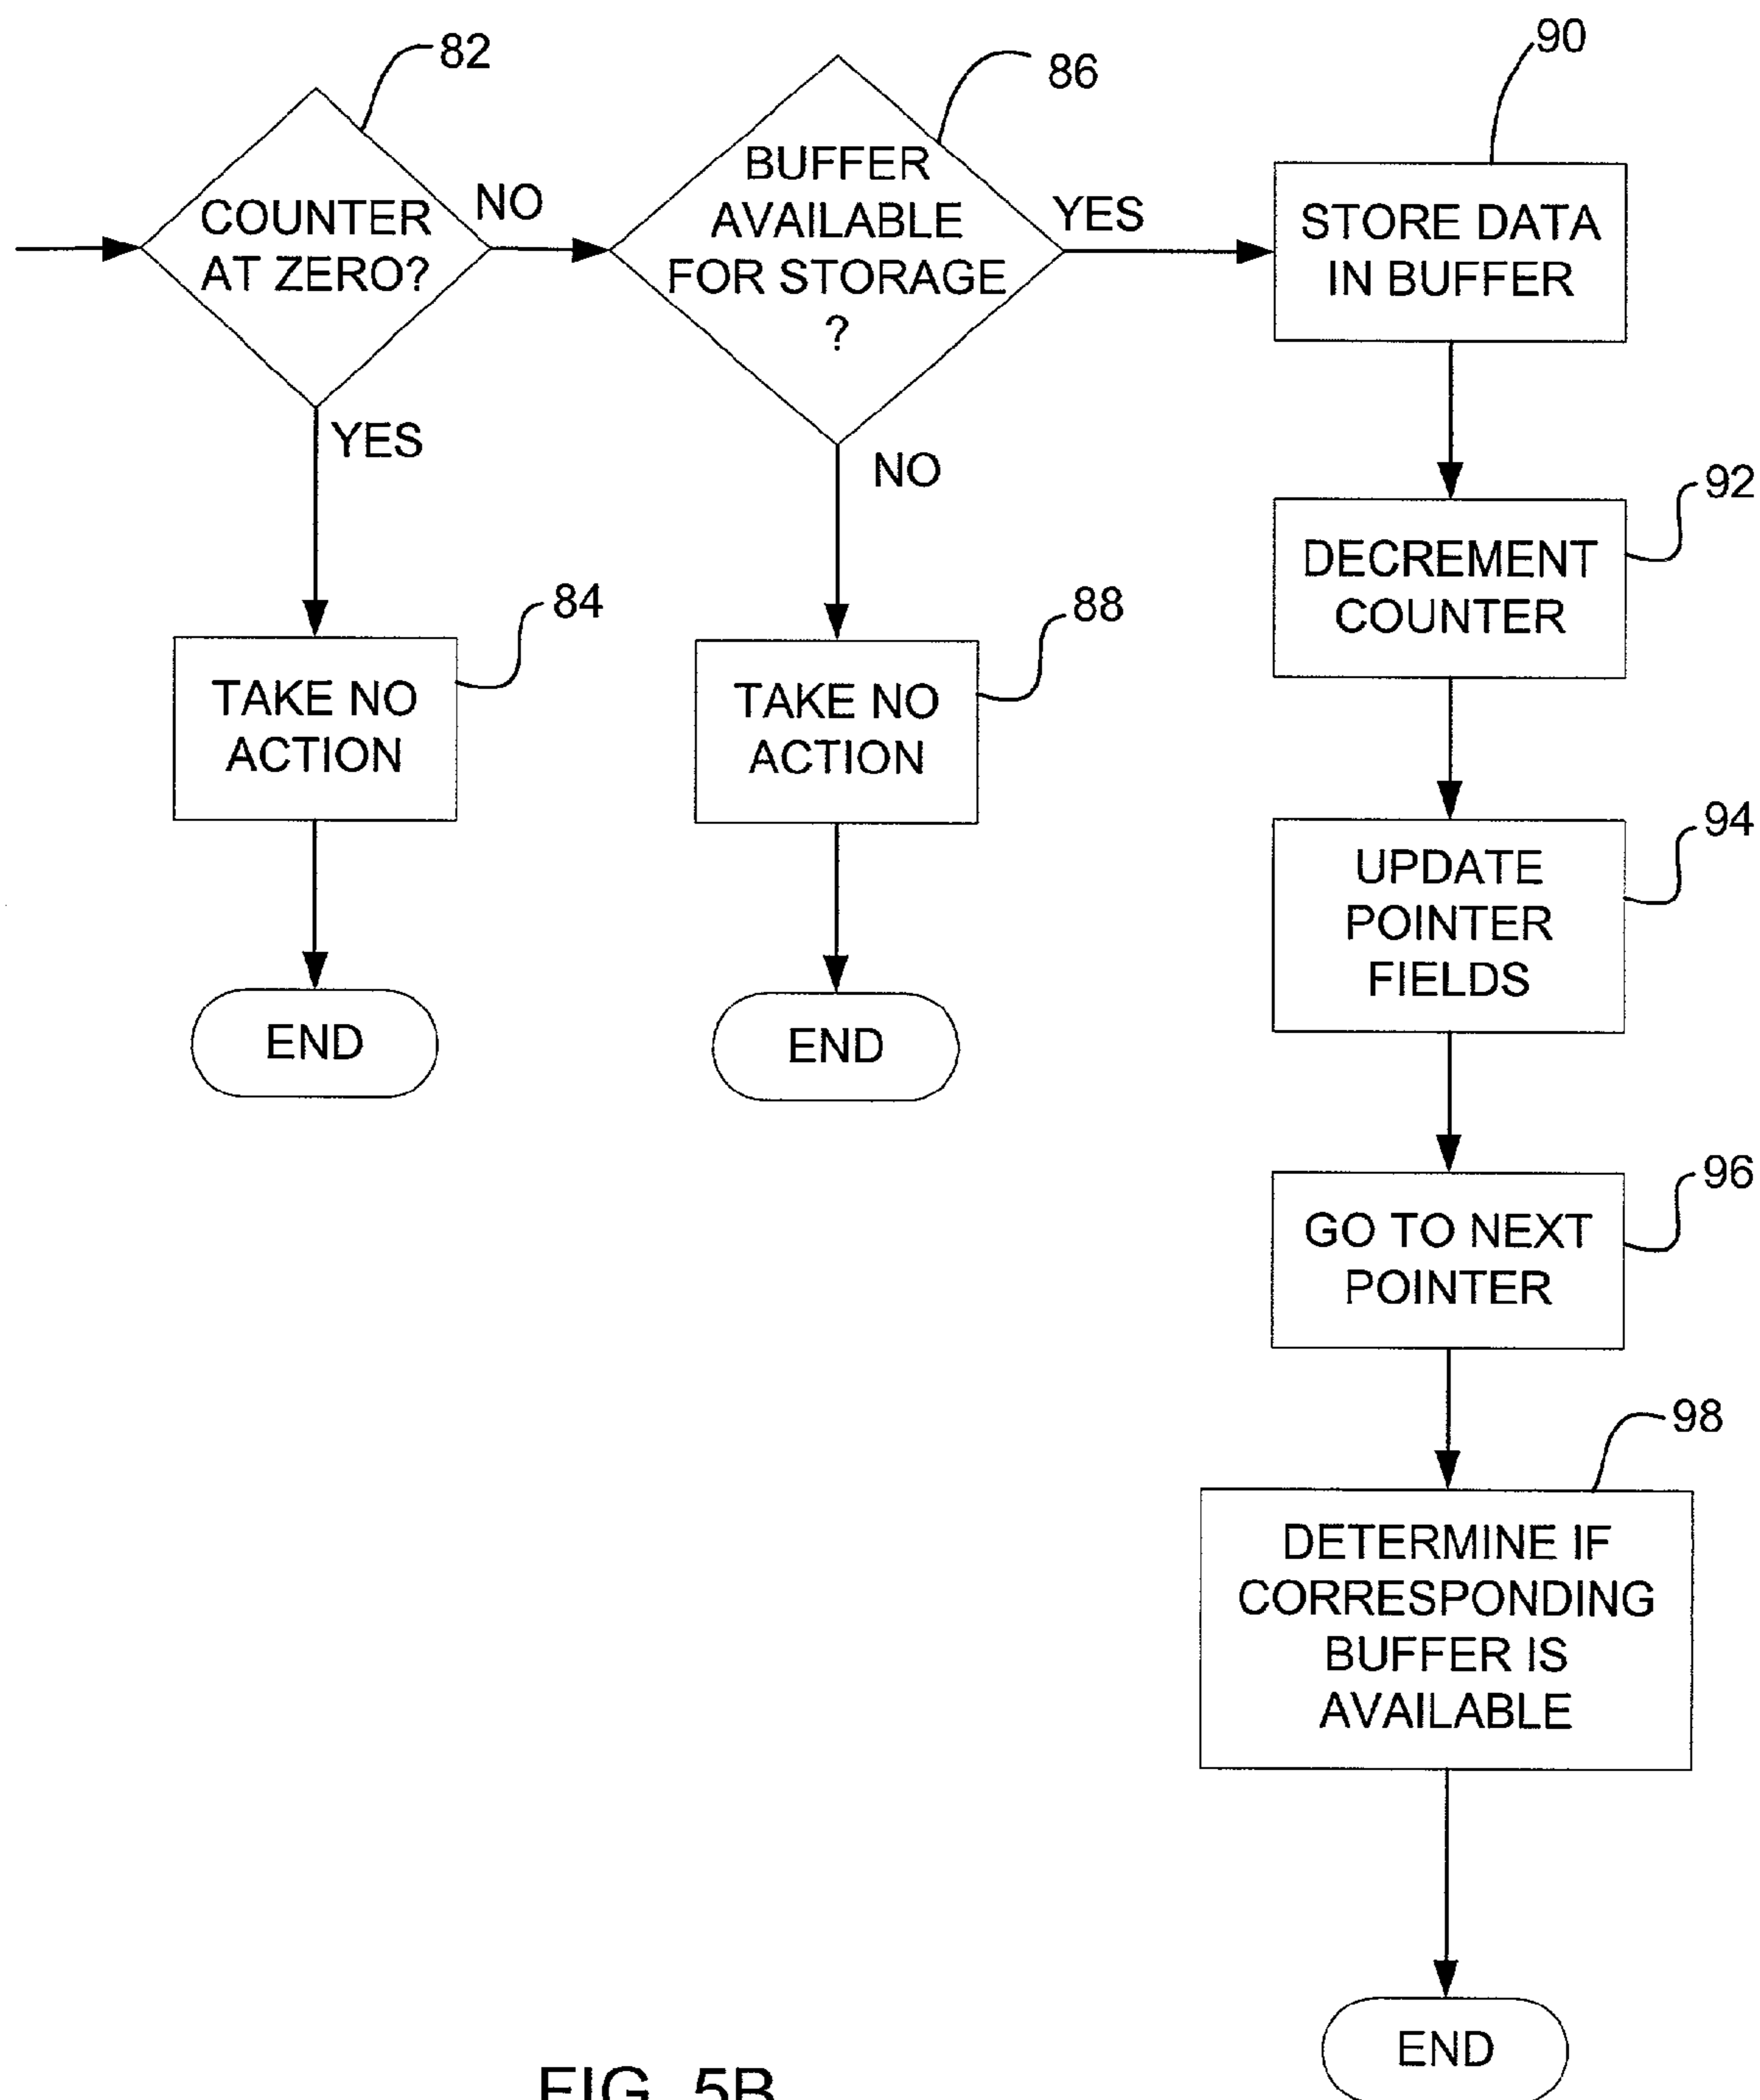 82
COUNTER
AT ZERO?
NO
YES
84
TAKE NO
ACTION
END
86
BUFFER
AVAILABLE
FOR STORAGE
?
YES
NO
88
TAKE NO
ACTION
END
90
STORE DATA
IN BUFFER
92
DECREMENT
COUNTER
94
UPDATE
POINTER
FIELDS
96
GO TO NEXT
POINTER
98
DETERMINE IF
CORRESPONDING
BUFFER IS
AVAILABLE
END
FIG. 5B